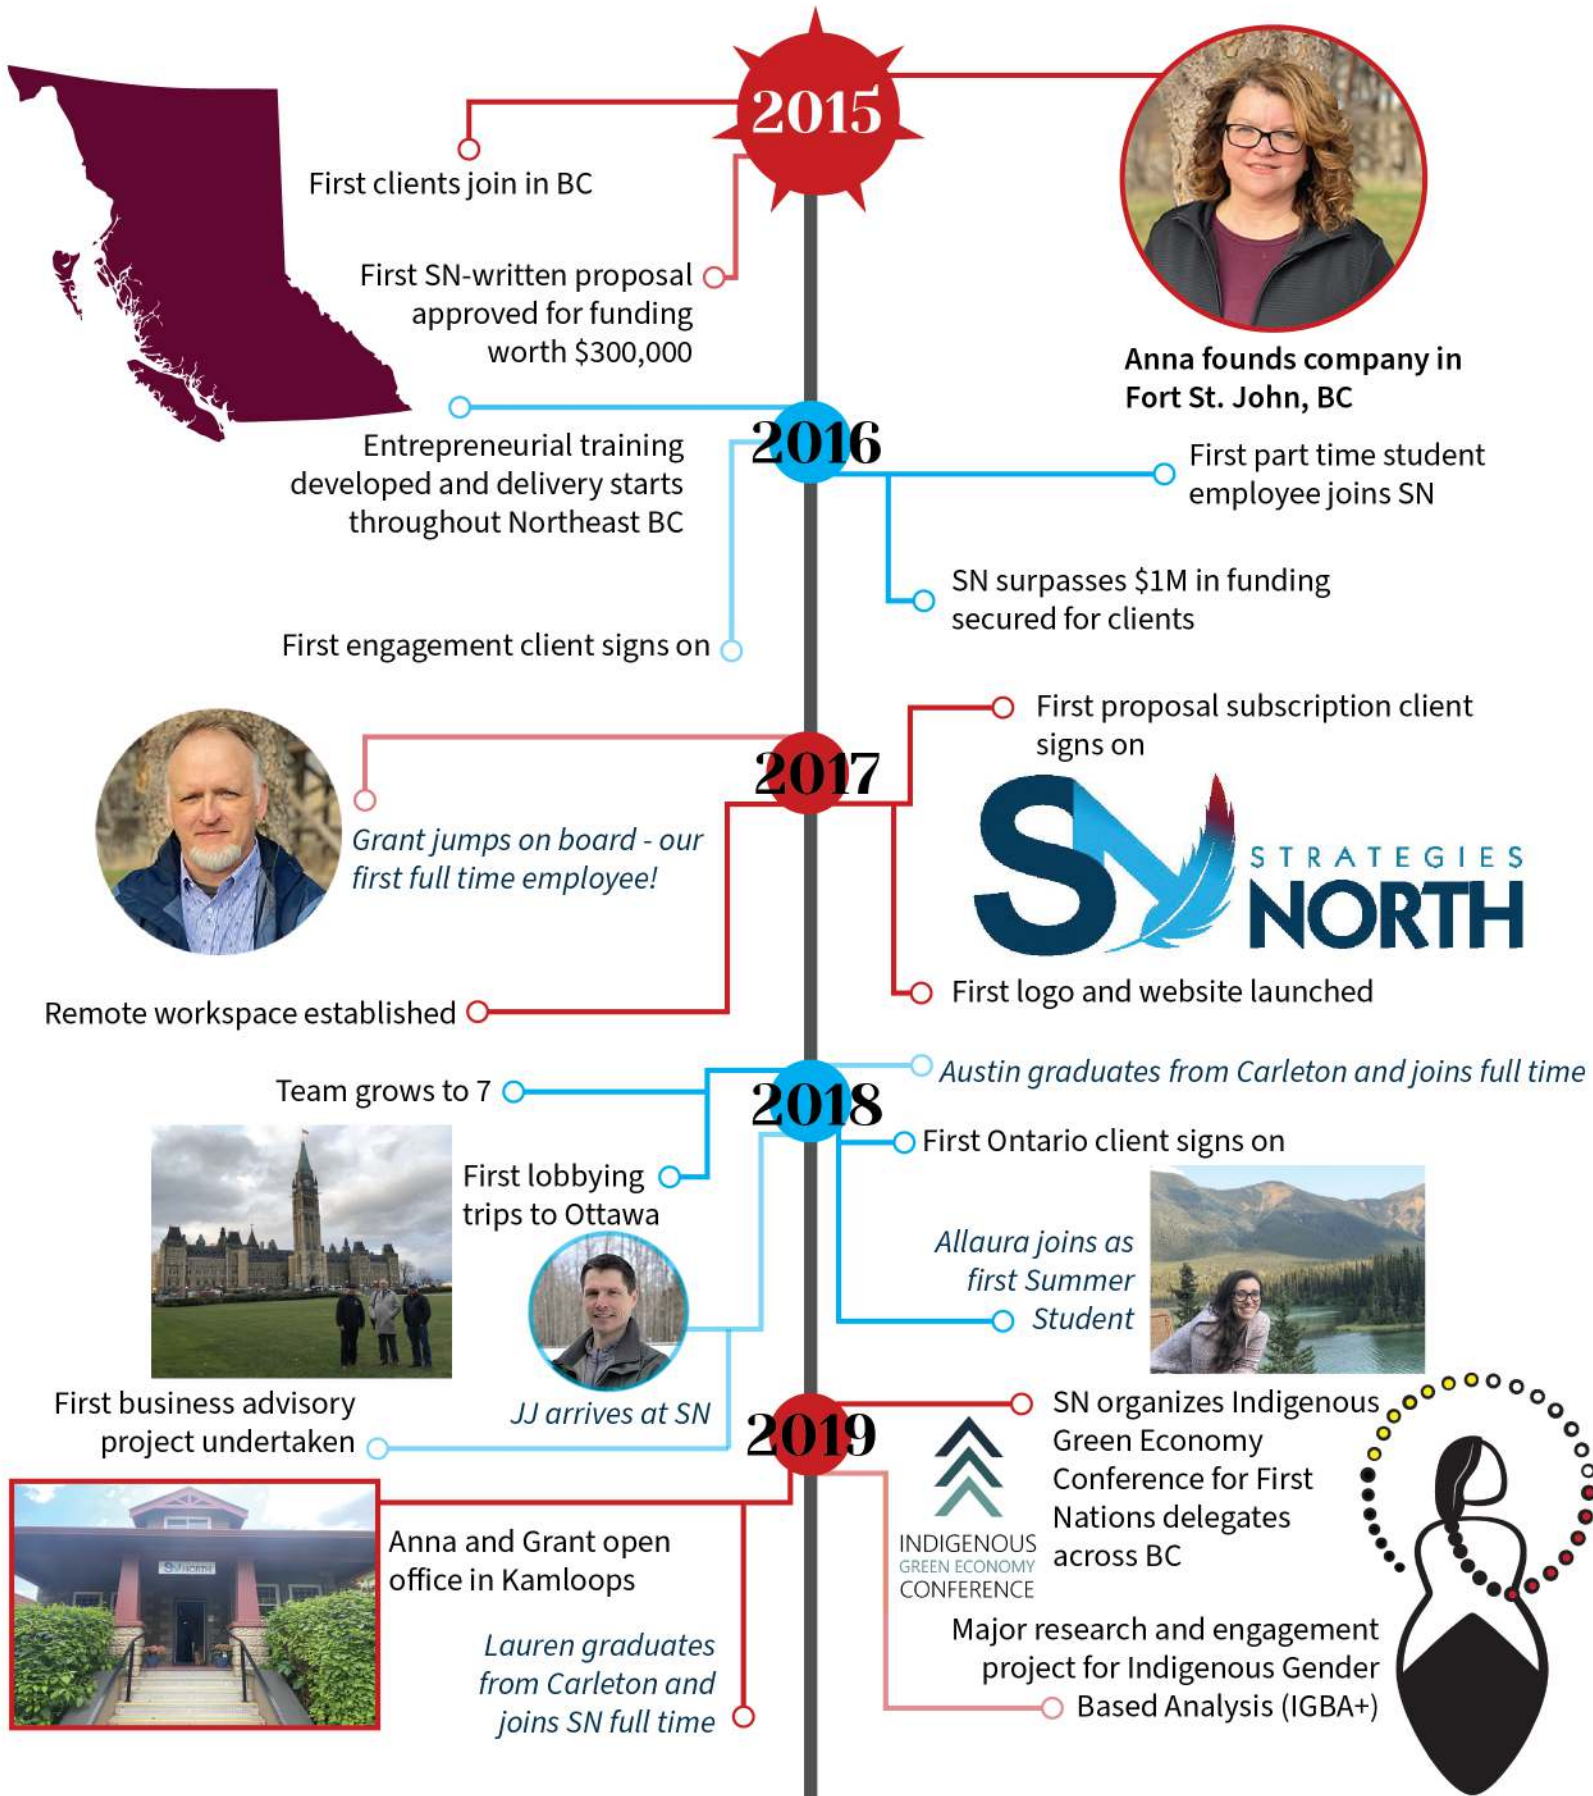 2015
First clients join in BC
First SN-written proposal
approved for funding
worth $300,000
Anna founds company in
Fort St. John, BC
2016
Entrepreneurial training
developed and delivery starts
throughout Northeast BC
First part time student
employee joins SN
SN surpasses $1M in funding
secured for clients
First engagement client signs on
2017
First proposal subscription client
signs on
Grant jumps on board - our
first full time employee!
SN STRATEGIES
NORTH
Remote workspace established
First logo and website launched
2018
Austin graduates from Carleton and joins full time
Team grows to 7
First Ontario client signs on
First lobbying
trips to Ottawa
Allaura joins as
first Summer
Student
JJ arrives at SN
First business advisory
project undertaken
2019
SN organizes Indigenous
Green Economy
Conference for First
Nations delegates
across BC
INDIGENOUS
GREEN ECONOMY
CONFERENCE
SN NORTH
Anna and Grant open
office in Kamloops
Lauren graduates
from Carleton and
joins SN full time
Major research and engagement
project for Indigenous Gender
Based Analysis (IGBA+)